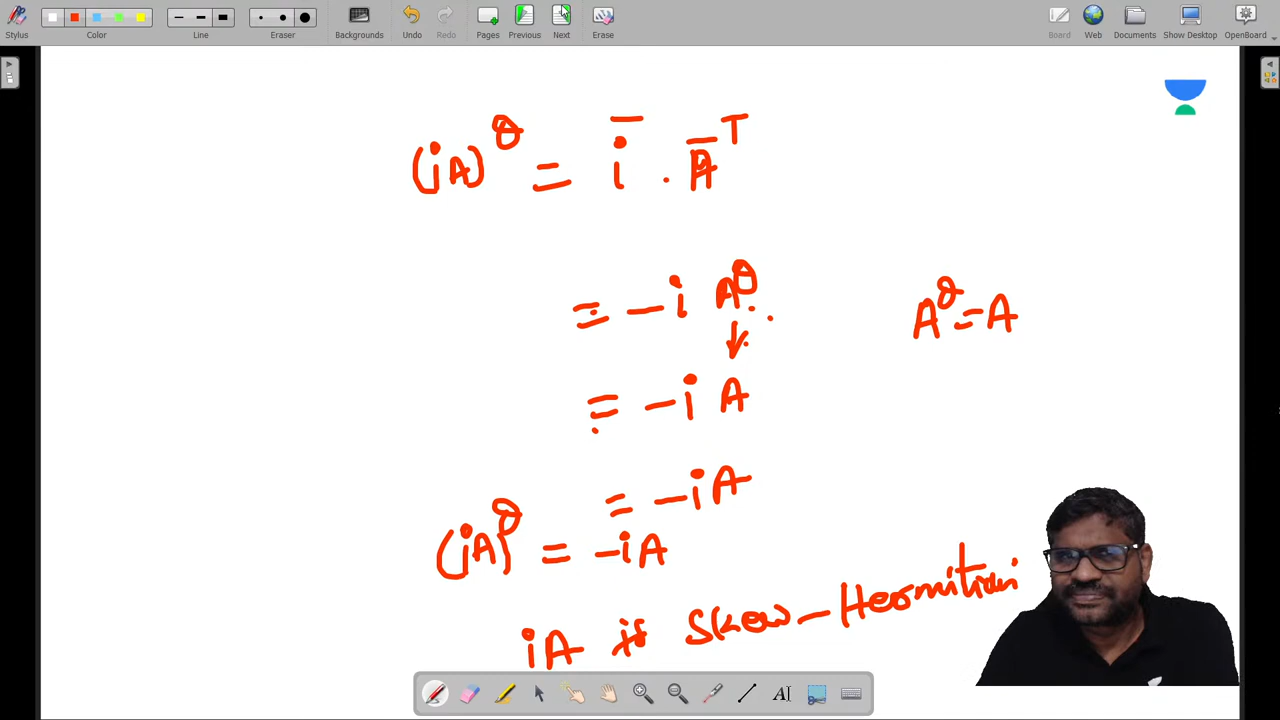 Stylus Color Line Eraser Backgrounds Undo Redo Pages Previous Next Erase Board Web Documents Show Desktop OpenBoard
(iA)^θ = i̅ . A̅^T
= -i A^θ
A^θ = A
= -i A
= -iA
(iA)^θ = -iA
iA is Skew-Hermitian
AI